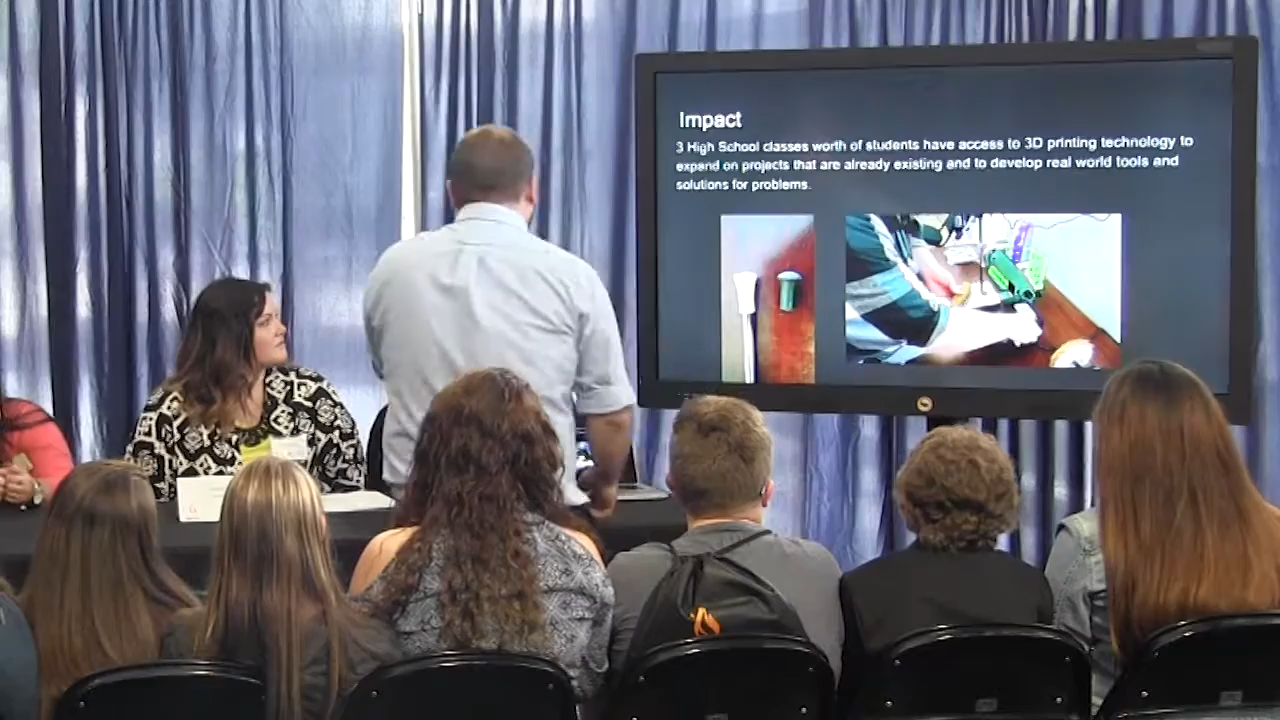 Impact
3 High School classes worth of students have access to 3D printing technology to
expand on projects that are already existing and to develop real world tools and
solutions for problems.